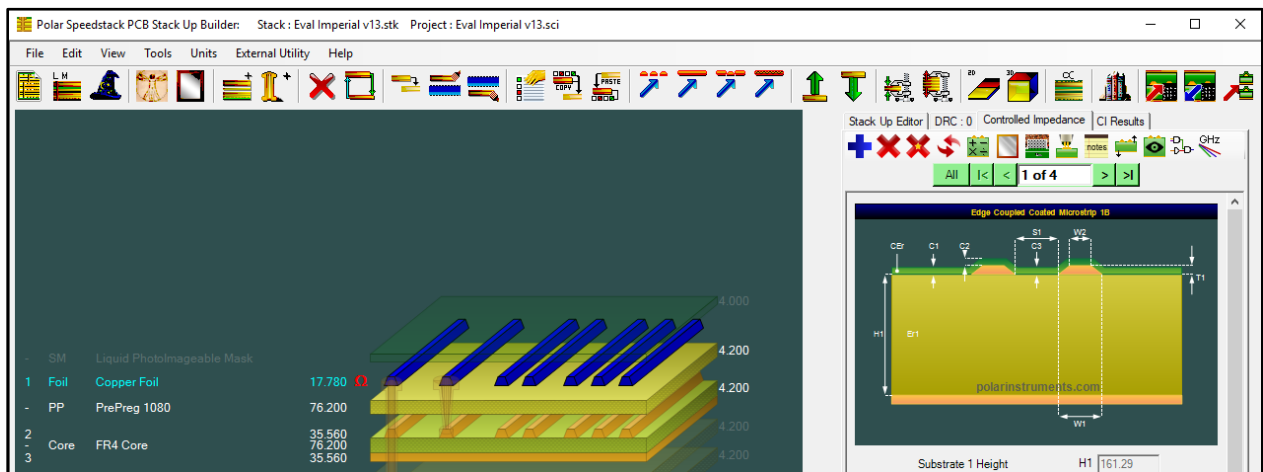 Polar Speedstack PCB Stack Up Builder: Stack : Eval Imperial v13.stk Project : Eval Imperial v13.sci
File Edit View Tools Units External Utility Help
L M
COPY
PASTE
2D
3D
notes
GHz
Stack Up Editor DRC : 0 Controlled Impedance CI Results
All |< < 1 of 4 > >|
Edge Coupled Coated Microstrip 1B
CEr C1 C2 S1 C3 W2
T1
H1 Er1
polarinstruments.com
W1
Substrate 1 Height H1 161.29
4.000
- SM Liquid PhotoImageable Mask 4.200
1 Foil Copper Foil 17.780 Ω 4.200
- PP PrePreg 1080 76.200
2 35.560 4.200
- Core FR4 Core 76.200
3 35.560 4.200